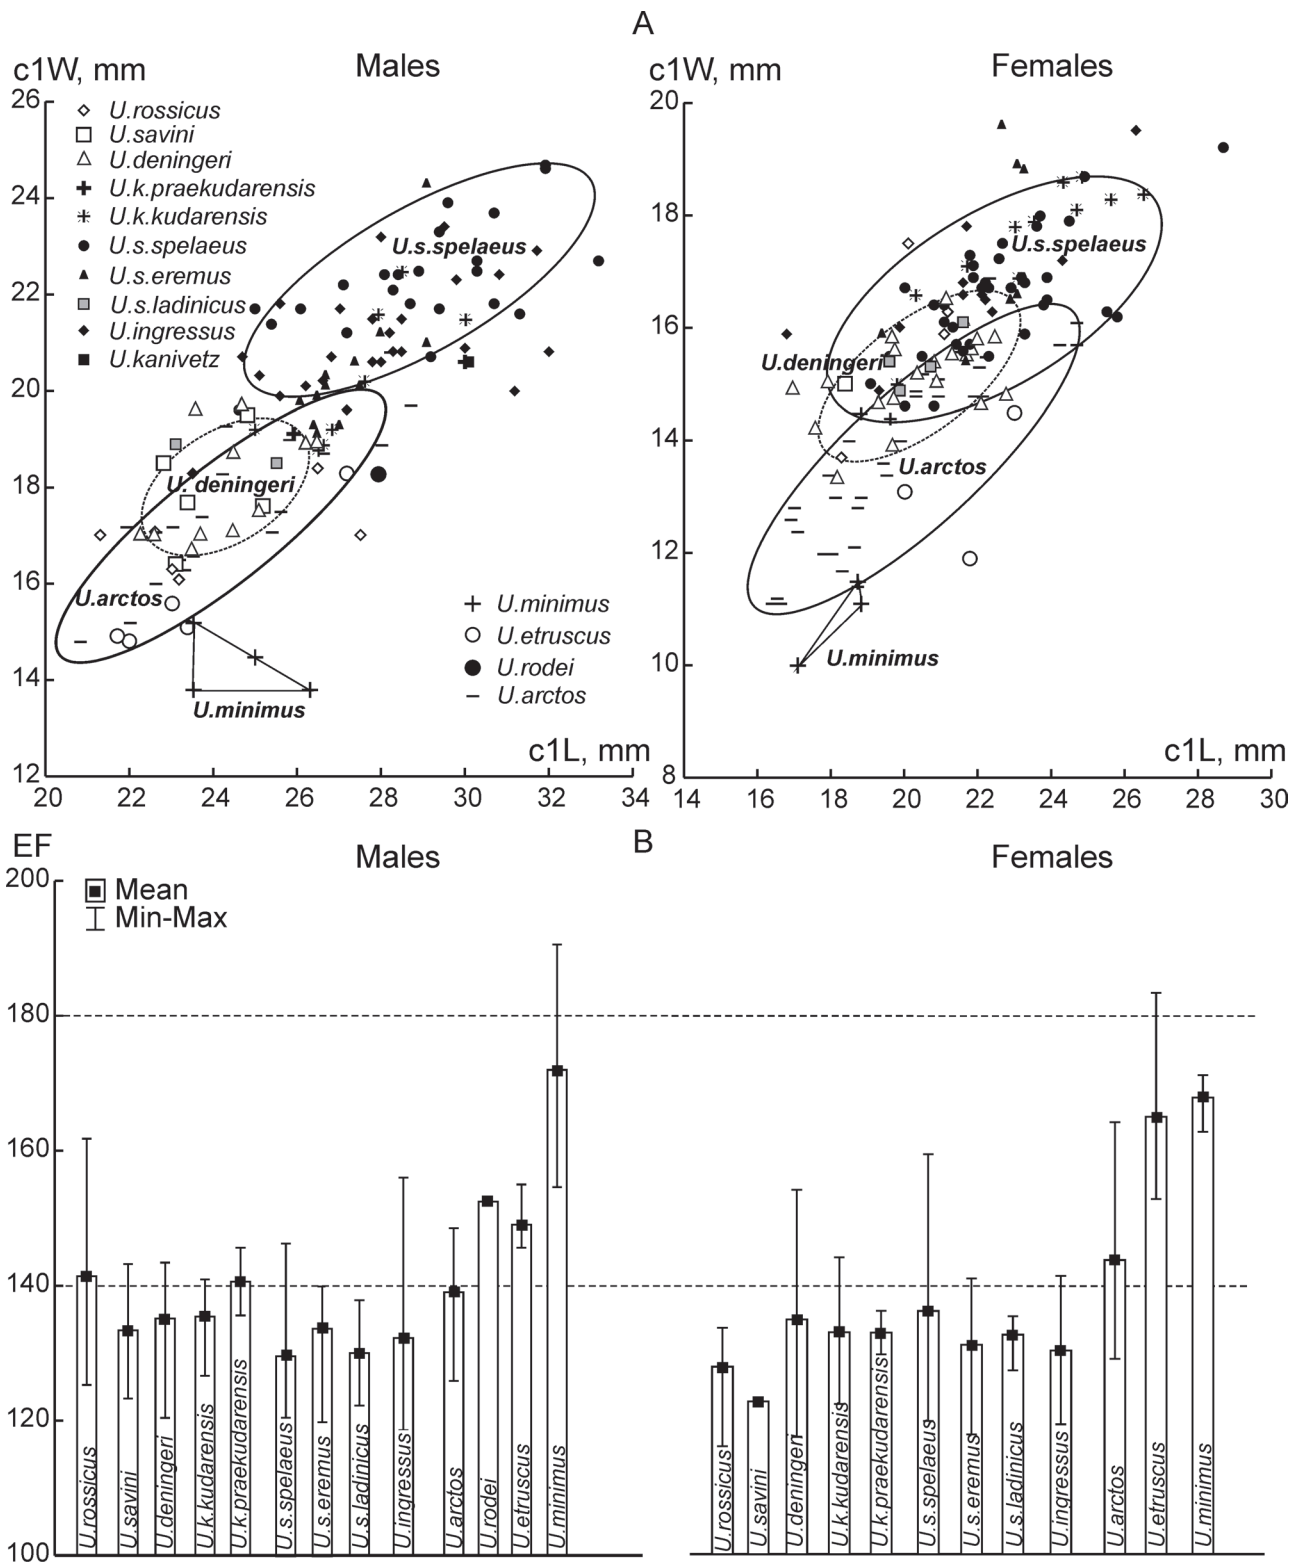 A
c1W, mm
Males
26
24
22
20
18
16
14
12
U.rossicus
U.savini
U.deningeri
U.k.praekudarensis
U.k.kudarensis
U.s.spelaeus
U.s.eremus
U.s.ladinicus
U.ingressus
U.kanivetz
U.s.spelaeus
U. deningeri
U.arctos
U.minimus
U.minimus
U.etruscus
U.rodei
U.arctos
c1L, mm
20 22 24 26 28 30 32 34
c1W, mm
Females
20
18
16
14
12
10
8
U.s.spelaeus
U.deningeri
U.arctos
U.minimus
c1L, mm
14 16 18 20 22 24 26 28 30
B
EF
Males
200
180
160
140
120
100
Mean
Min-Max
U.rossicus
U.savini
U.deningeri
U.k.kudarensis
U.k.praekudarensis
U.s.spelaeus
U.s.eremus
U.s.ladinicus
U.ingressus
U.arctos
U.rodei
U.etruscus
U.minimus
Females
U.rossicus
U.savini
U.deningeri
U.k.kudarensis
U.k.praekudarensis
U.s.spelaeus
U.s.eremus
U.s.ladinicus
U.ingressus
U.arctos
U.etruscus
U.minimus